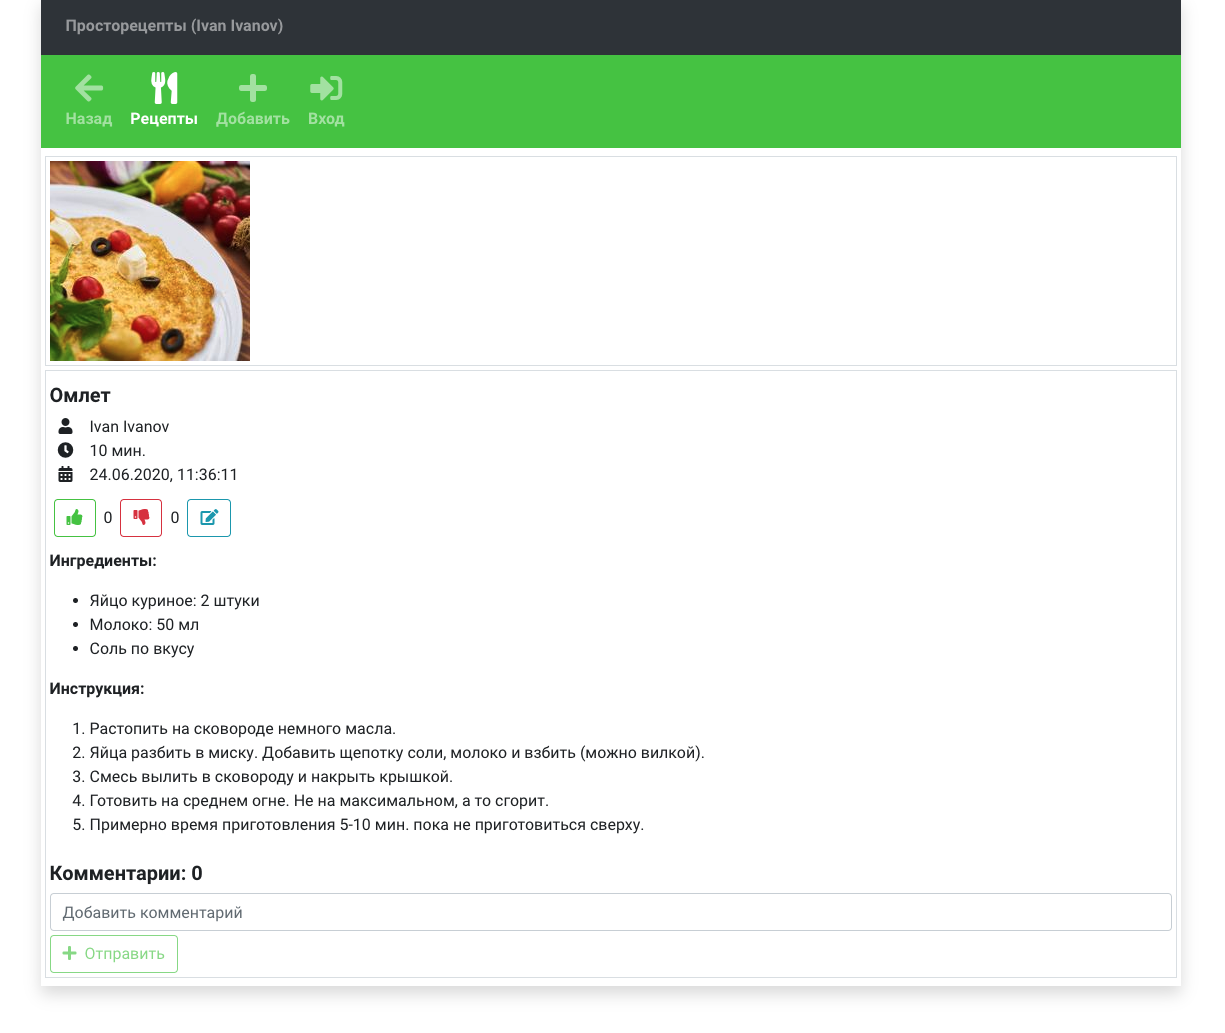 Просторецепты (Ivan Ivanov)
Назад Рецепты Добавить Вход
Омлет
Ivan Ivanov
10 мин.
24.06.2020, 11:36:11
0 0
Ингредиенты:
• Яйцо куриное: 2 штуки
• Молоко: 50 мл
• Соль по вкусу
Инструкция:
1. Растопить на сковороде немного масла.
2. Яйца разбить в миску. Добавить щепотку соли, молоко и взбить (можно вилкой).
3. Смесь вылить в сковороду и накрыть крышкой.
4. Готовить на среднем огне. Не на максимальном, а то сгорит.
5. Примерно время приготовления 5-10 мин. пока не приготовиться сверху.
Комментарии: 0
Добавить комментарий
Отправить